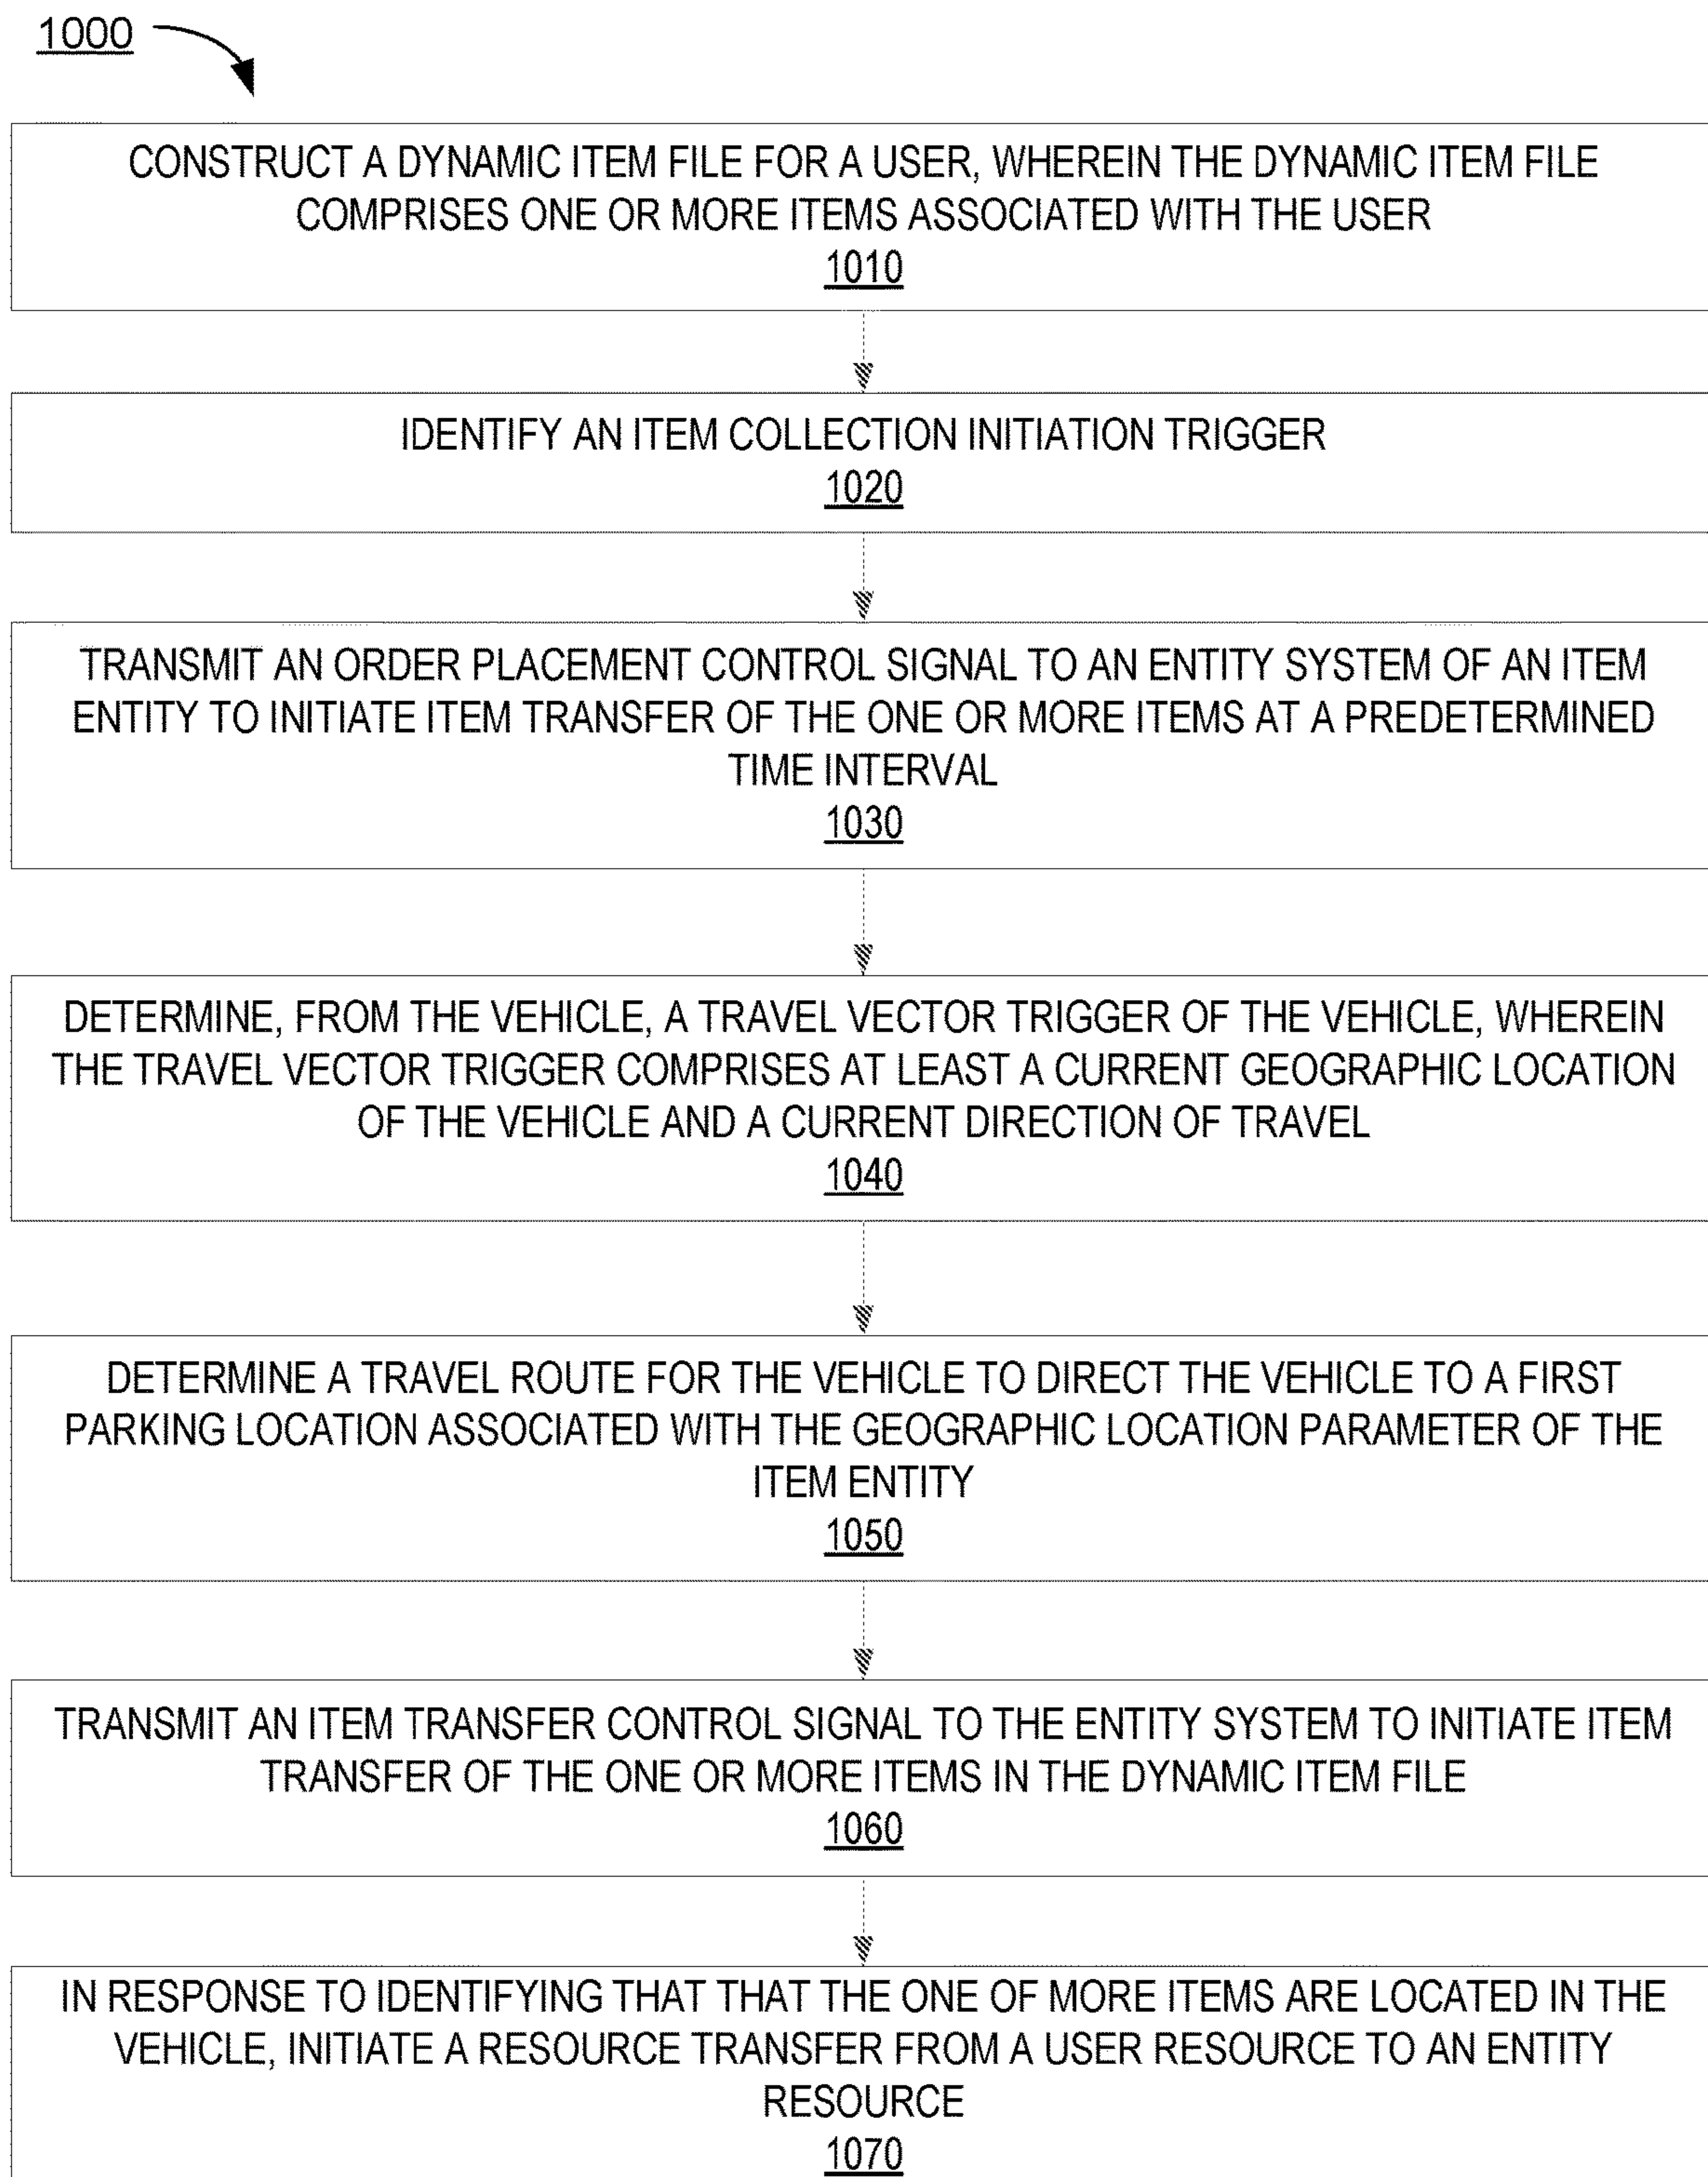 1000
CONSTRUCT A DYNAMIC ITEM FILE FOR A USER, WHEREIN THE DYNAMIC ITEM FILE
COMPRISES ONE OR MORE ITEMS ASSOCIATED WITH THE USER
1010
IDENTIFY AN ITEM COLLECTION INITIATION TRIGGER
1020
TRANSMIT AN ORDER PLACEMENT CONTROL SIGNAL TO AN ENTITY SYSTEM OF AN ITEM
ENTITY TO INITIATE ITEM TRANSFER OF THE ONE OR MORE ITEMS AT A PREDETERMINED
TIME INTERVAL
1030
DETERMINE, FROM THE VEHICLE, A TRAVEL VECTOR TRIGGER OF THE VEHICLE, WHEREIN
THE TRAVEL VECTOR TRIGGER COMPRISES AT LEAST A CURRENT GEOGRAPHIC LOCATION
OF THE VEHICLE AND A CURRENT DIRECTION OF TRAVEL
1040
DETERMINE A TRAVEL ROUTE FOR THE VEHICLE TO DIRECT THE VEHICLE TO A FIRST
PARKING LOCATION ASSOCIATED WITH THE GEOGRAPHIC LOCATION PARAMETER OF THE
ITEM ENTITY
1050
TRANSMIT AN ITEM TRANSFER CONTROL SIGNAL TO THE ENTITY SYSTEM TO INITIATE ITEM
TRANSFER OF THE ONE OR MORE ITEMS IN THE DYNAMIC ITEM FILE
1060
IN RESPONSE TO IDENTIFYING THAT THAT THE ONE OF MORE ITEMS ARE LOCATED IN THE
VEHICLE, INITIATE A RESOURCE TRANSFER FROM A USER RESOURCE TO AN ENTITY
RESOURCE
1070